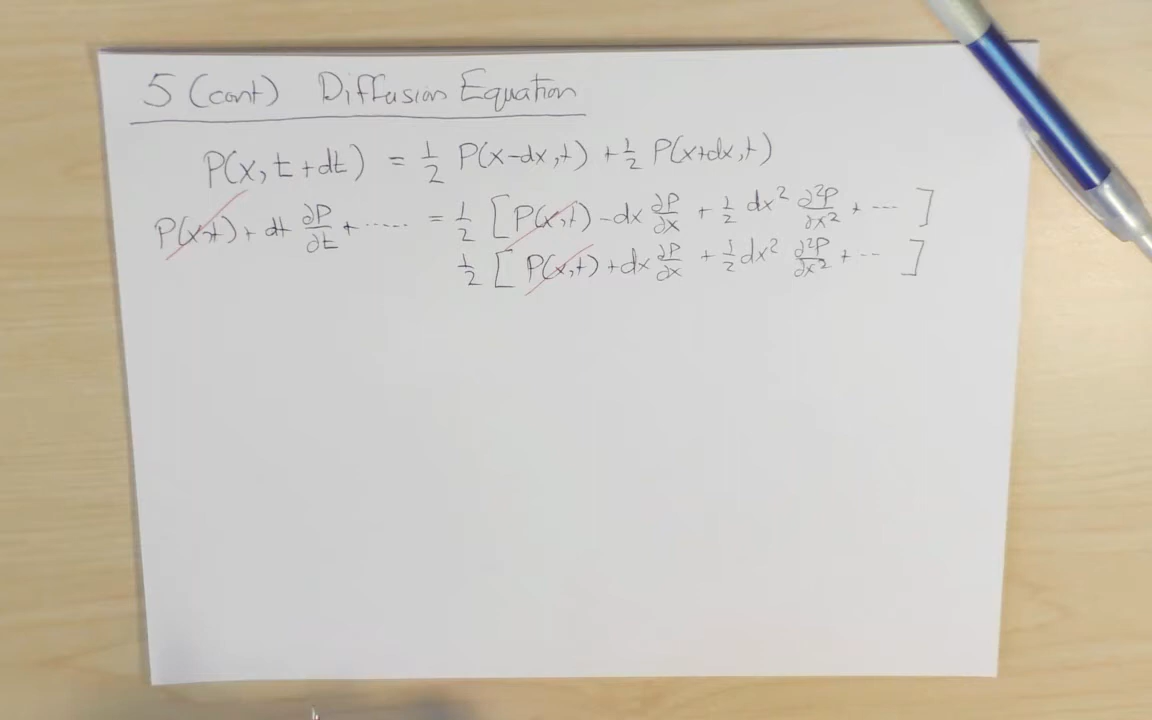 5 (cont) Diffusion Equation
P(x, t + dt) = 1/2 P(x-dx, t) + 1/2 P(x+dx, t)
P(x,t) + dt ∂P/∂t + ...... = 1/2 [ P(x,t) - dx ∂P/∂x + 1/2 dx² ∂²P/∂x² + ... ]
1/2 [ P(x,t) + dx ∂P/∂x + 1/2 dx² ∂²P/∂x² + ... ]